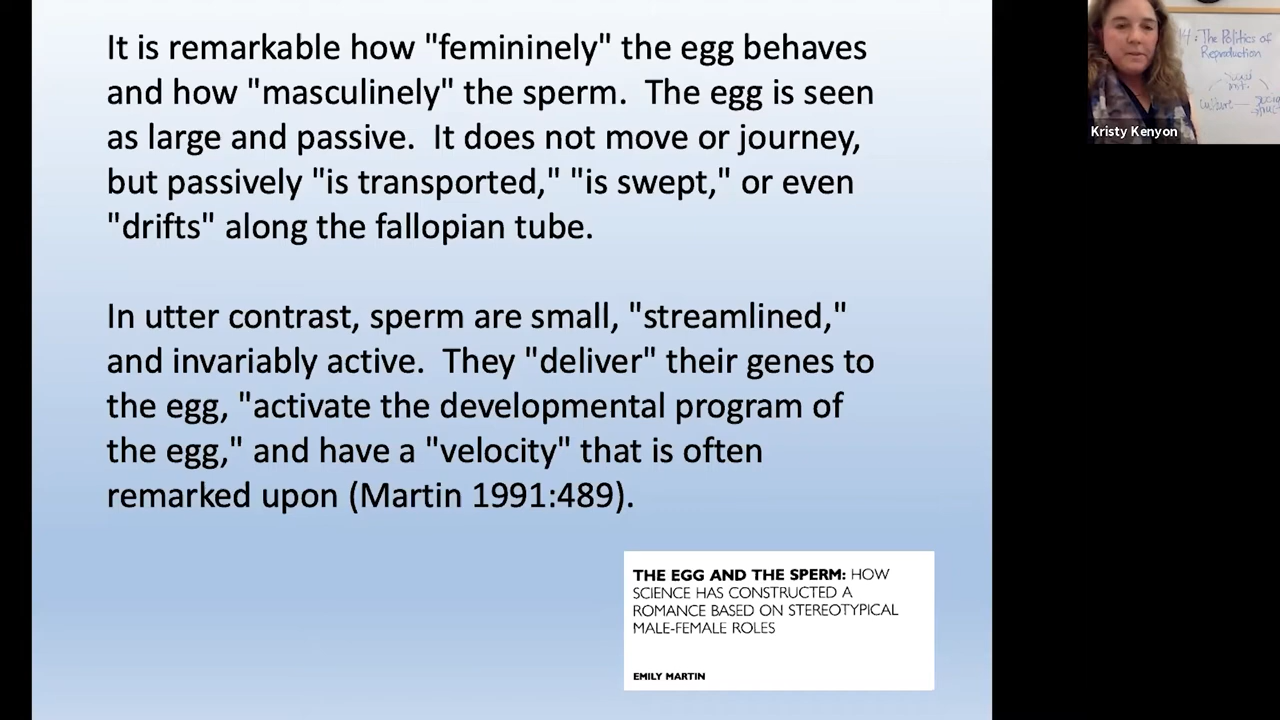 It is remarkable how "femininely" the egg behaves
and how "masculinely" the sperm.  The egg is seen
as large and passive.  It does not move or journey,
but passively "is transported," "is swept," or even
"drifts" along the fallopian tube.
In utter contrast, sperm are small, "streamlined,"
and invariably active.  They "deliver" their genes to
the egg, "activate the developmental program of
the egg," and have a "velocity" that is often
remarked upon (Martin 1991:489).
THE EGG AND THE SPERM: HOW
SCIENCE HAS CONSTRUCTED A
ROMANCE BASED ON STEREOTYPICAL
MALE-FEMALE ROLES
EMILY MARTIN
14: The Politics of
Reproduction
Kristy Kenyon